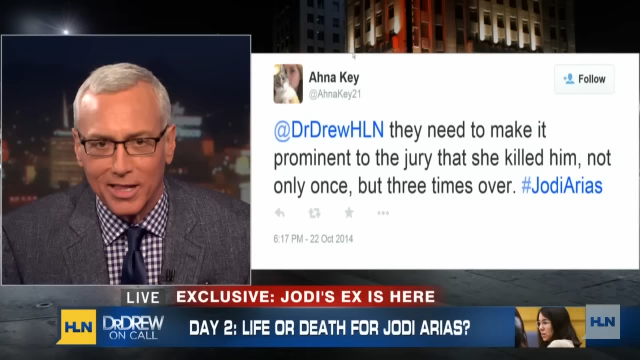 Ahna Key
@AhnaKey21
Follow
@DrDrewHLN they need to make it
prominent to the jury that she killed him, not
only once, but three times over. #JodiArias
6:17 PM - 22 Oct 2014
LIVE EXCLUSIVE: JODI'S EX IS HERE
HLN DR.DREW ON CALL
DAY 2: LIFE OR DEATH FOR JODI ARIAS?
HLN